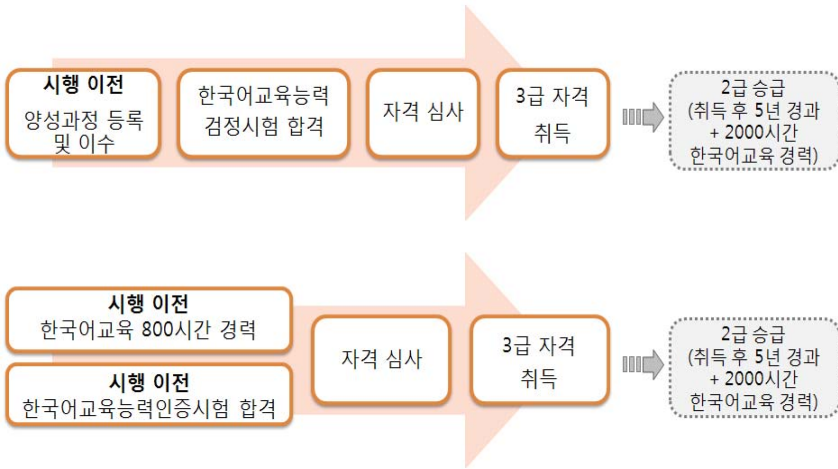 시행 이전
양성과정 등록
및 이수
한국어교육능력
검정시험 합격
자격 심사
3급 자격
취득
2급 승급
(취득 후 5년 경과
+ 2000시간
한국어교육 경력)
시행 이전
한국어교육 800시간 경력
시행 이전
한국어교육능력인증시험 합격
자격 심사
3급 자격
취득
2급 승급
(취득 후 5년 경과
+ 2000시간
한국어교육 경력)